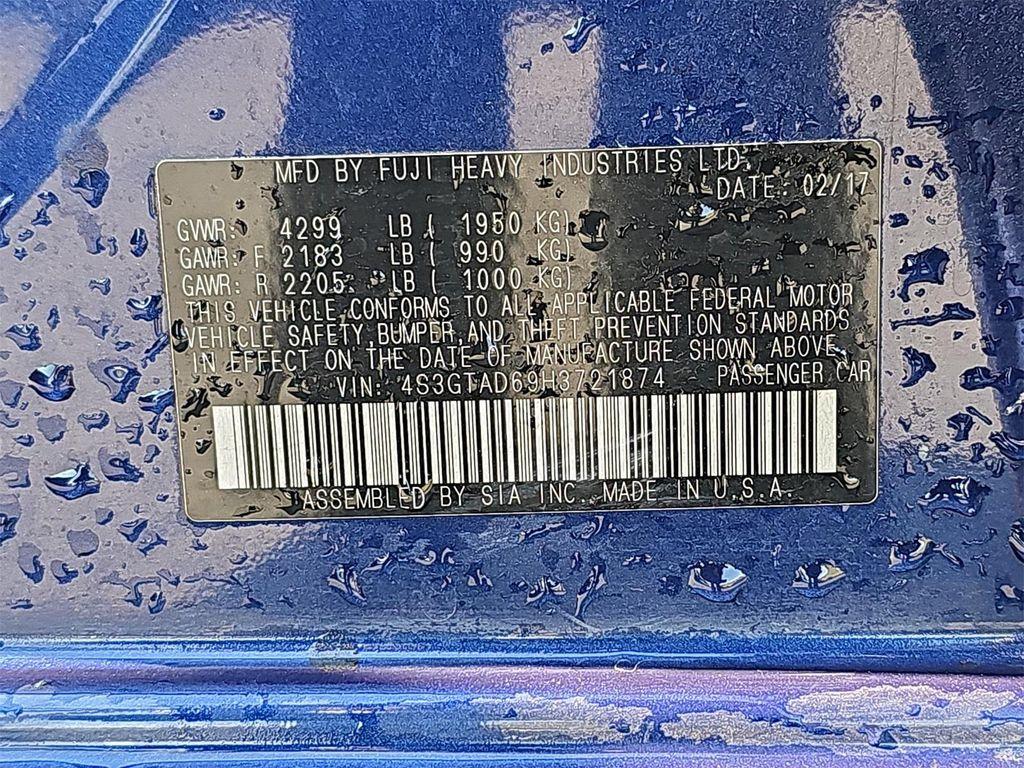 MFD BY FUJI HEAVY INDUSTRIES LTD.
DATE: 02/17
GVWR: 4299 LB ( 1950 KG)
GAWR: F 2183 LB ( 990 KG)
GAWR: R 2205 LB ( 1000 KG)
THIS VEHICLE CONFORMS TO ALL APPLICABLE FEDERAL MOTOR
VEHICLE SAFETY, BUMPER, AND THEFT PREVENTION STANDARDS
IN EFFECT ON THE DATE OF MANUFACTURE SHOWN ABOVE.
VIN: 4S3GTAD69H3721874 PASSENGER CAR
ASSEMBLED BY SIA INC. MADE IN U.S.A.